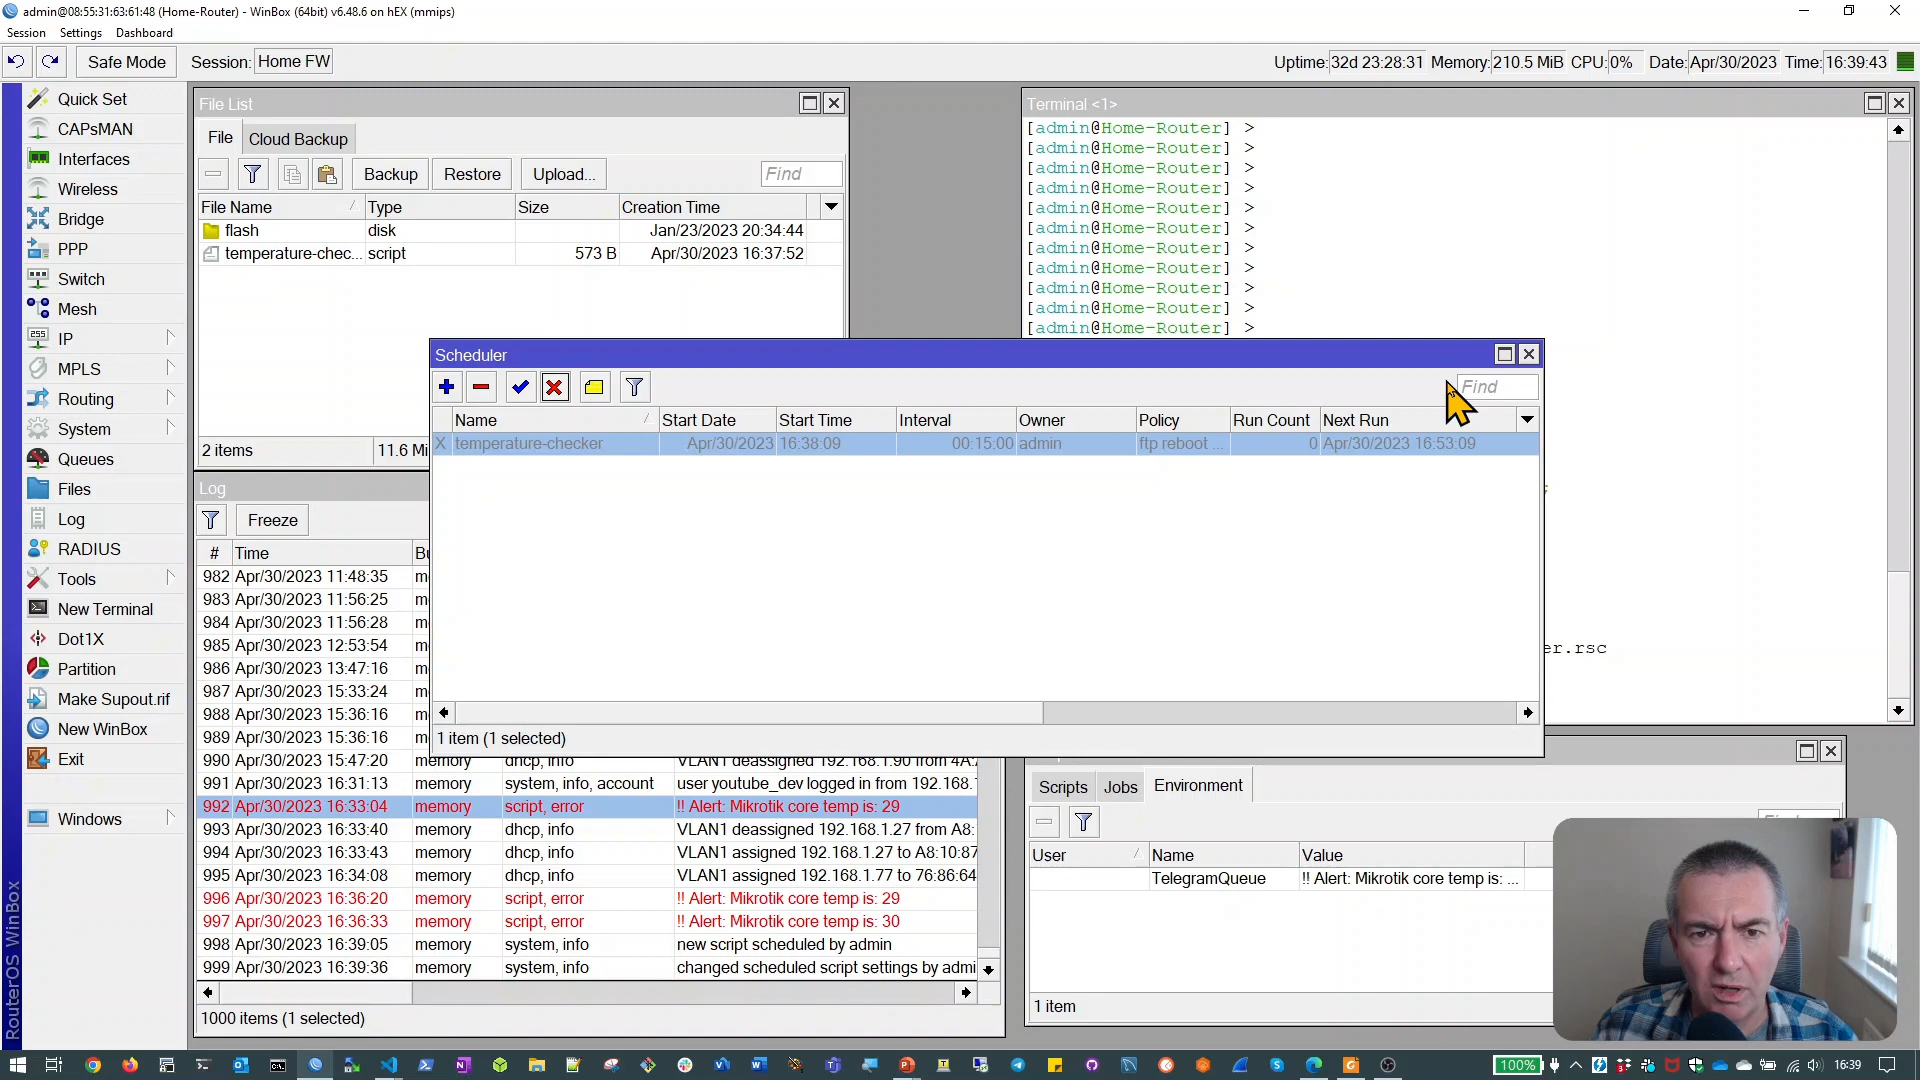 admin@08:55:31:63:61:48 (Home-Router) - WinBox (64bit) v6.48.6 on hEX (mmips)
Session Settings Dashboard
Safe Mode Session: Home FW Uptime: 32d 23:28:31 Memory: 210.5 MiB CPU: 0% Date: Apr/30/2023 Time: 16:39:43
Quick Set
CAPsMAN
Interfaces
Wireless
Bridge
PPP
Switch
Mesh
IP
MPLS
Routing
System
Queues
Files
Log
RADIUS
Tools
New Terminal
Dot1X
Partition
Make Supout.rif
New WinBox
Exit
Windows
RouterOS WinBox
File List
File Cloud Backup
Backup Restore Upload... Find
File Name Type Size Creation Time
flash disk Jan/23/2023 20:34:44
temperature-chec... script 573 B Apr/30/2023 16:37:52
2 items 11.6 Mi
Terminal <1>
[admin@Home-Router] >
[admin@Home-Router] >
[admin@Home-Router] >
[admin@Home-Router] >
[admin@Home-Router] >
[admin@Home-Router] >
[admin@Home-Router] >
[admin@Home-Router] >
[admin@Home-Router] >
[admin@Home-Router] >
[admin@Home-Router] >
;
er.rsc
Scheduler
Find
Name Start Date Start Time Interval Owner Policy Run Count Next Run
X temperature-checker Apr/30/2023 16:38:09 00:15:00 admin ftp reboot ... 0 Apr/30/2023 16:53:09
1 item (1 selected)
Log
Freeze
# Time Bu
982 Apr/30/2023 11:48:35 m
983 Apr/30/2023 11:56:25 m
984 Apr/30/2023 11:56:28 m
985 Apr/30/2023 12:53:54 m
986 Apr/30/2023 13:47:16 m
987 Apr/30/2023 15:33:24 m
988 Apr/30/2023 15:36:16 m
989 Apr/30/2023 15:36:16 m
990 Apr/30/2023 15:47:20 memory dhcp, info VLAN1 deassigned 192.168.1.90 from 4A:
991 Apr/30/2023 16:31:13 memory system, info, account user youtube_dev logged in from 192.168.
992 Apr/30/2023 16:33:04 memory script, error !! Alert: Mikrotik core temp is: 29
993 Apr/30/2023 16:33:40 memory dhcp, info VLAN1 deassigned 192.168.1.27 from A8:
994 Apr/30/2023 16:33:43 memory dhcp, info VLAN1 assigned 192.168.1.27 to A8:10:87
995 Apr/30/2023 16:34:08 memory dhcp, info VLAN1 assigned 192.168.1.77 to 76:86:64
996 Apr/30/2023 16:36:20 memory script, error !! Alert: Mikrotik core temp is: 29
997 Apr/30/2023 16:36:33 memory script, error !! Alert: Mikrotik core temp is: 30
998 Apr/30/2023 16:39:05 memory system, info new script scheduled by admin
999 Apr/30/2023 16:39:36 memory system, info changed scheduled script settings by admi
1000 items (1 selected)
Scripts Jobs Environment
User Name Value
TelegramQueue !! Alert: Mikrotik core temp is: ...
1 item
100% 16:39